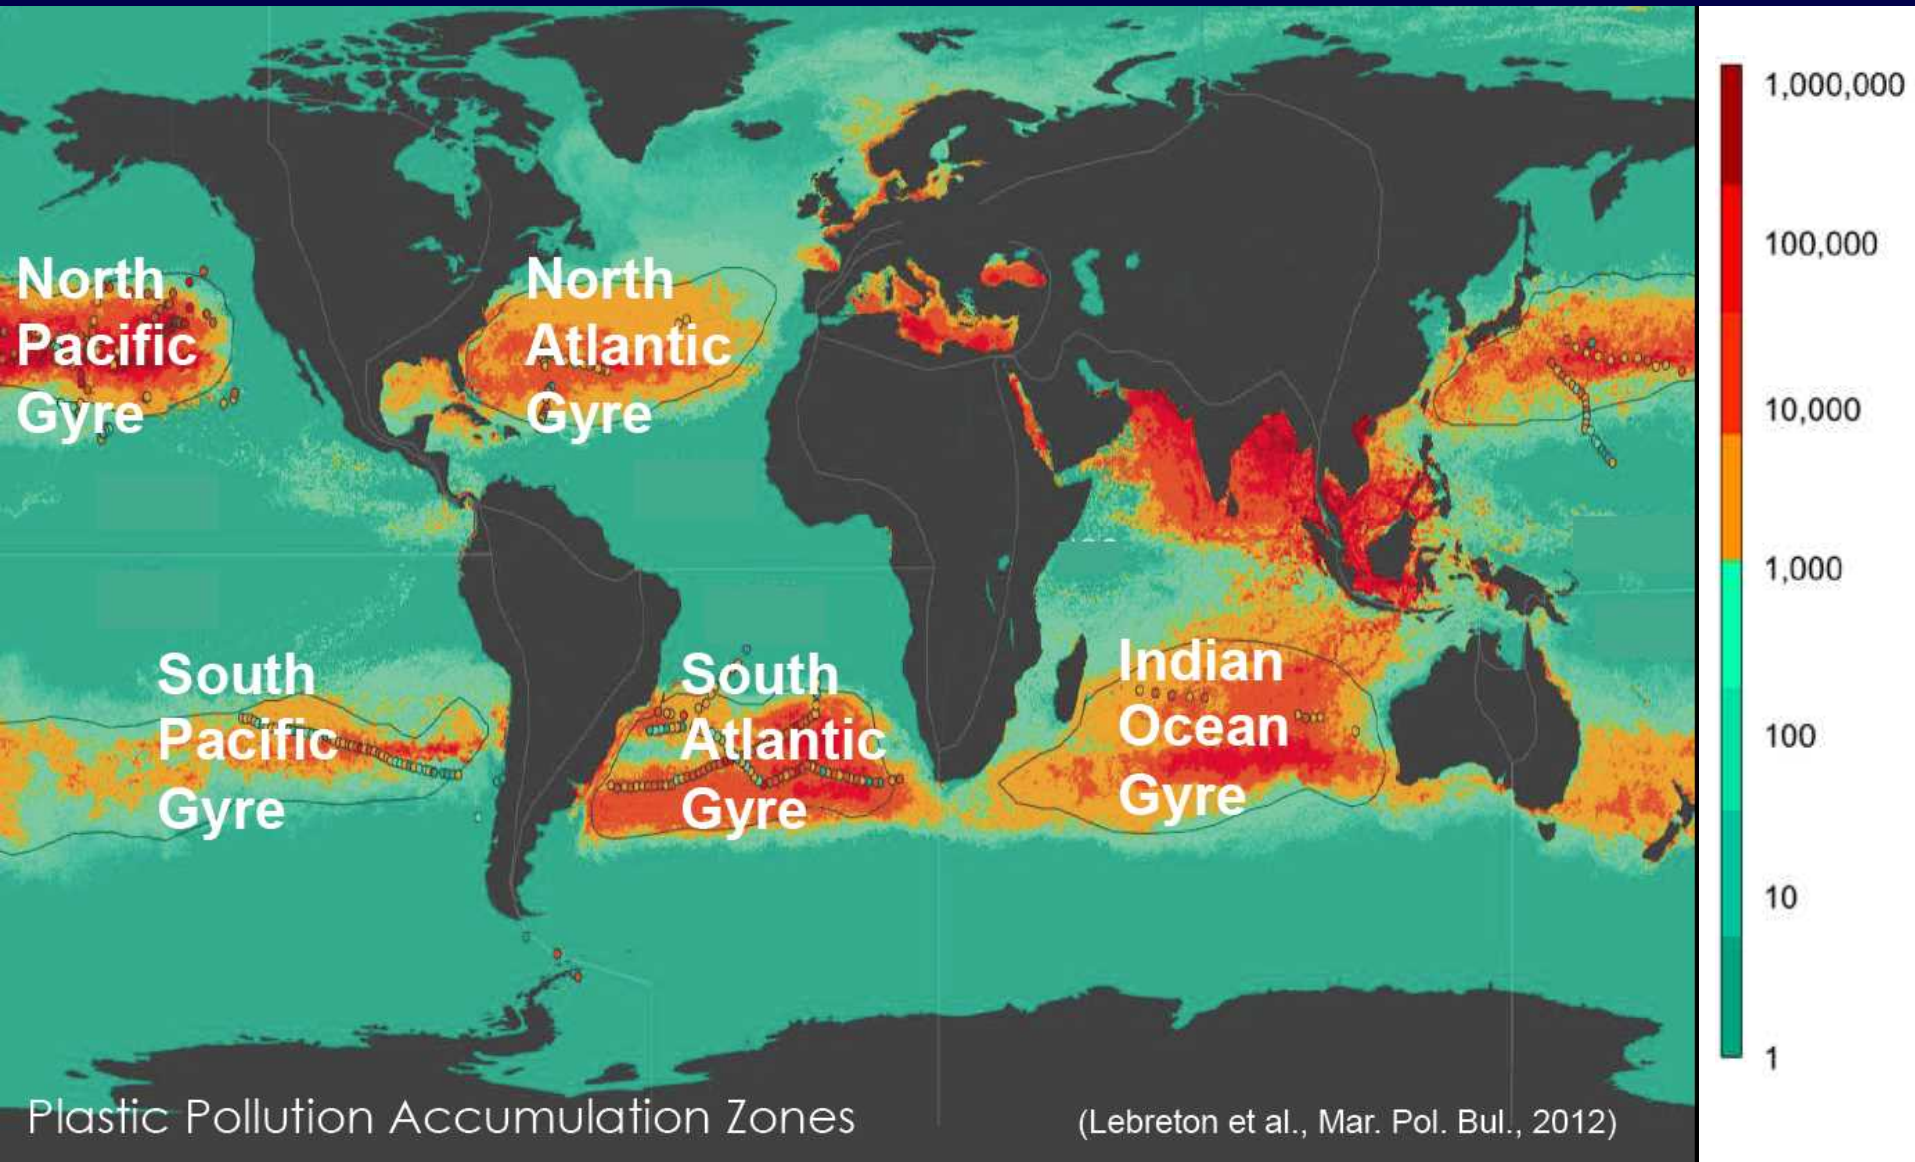 North
Pacific
Gyre
North
Atlantic
Gyre
South
Pacific
Gyre
South
Atlantic
Gyre
Indian
Ocean
Gyre
1,000,000
100,000
10,000
1,000
100
10
1
Plastic Pollution Accumulation Zones
(Lebreton et al., Mar. Pol. Bul., 2012)